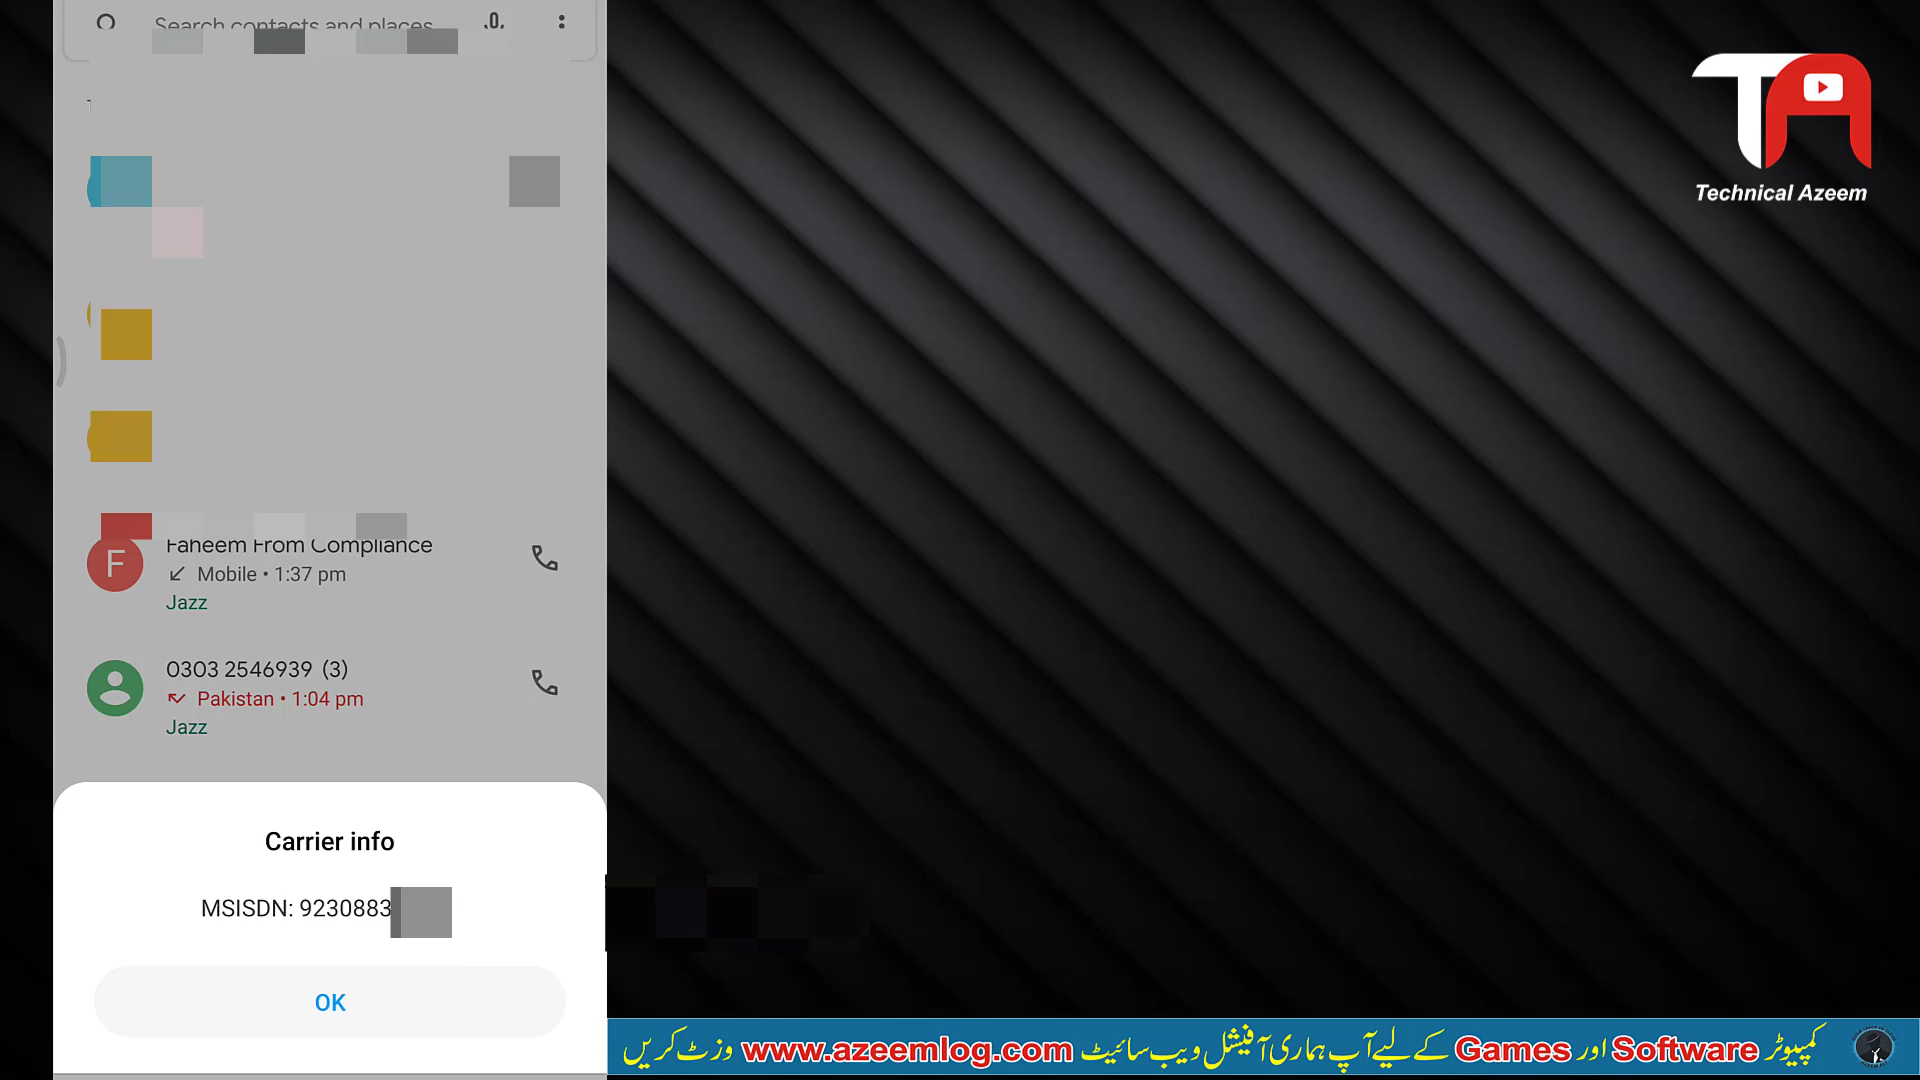 Search contacts and places
Faheem From Compliance
F
Mobile • 1:37 pm
Jazz
0303 2546939 (3)
Pakistan • 1:04 pm
Jazz
Carrier info
MSISDN: 9230883
OK
Technical Azeem
کمپیوٹر Software اور Games کے لیے آپ ہماری آفیشل ویب سائیٹ www.azeemlog.com وزٹ کریں